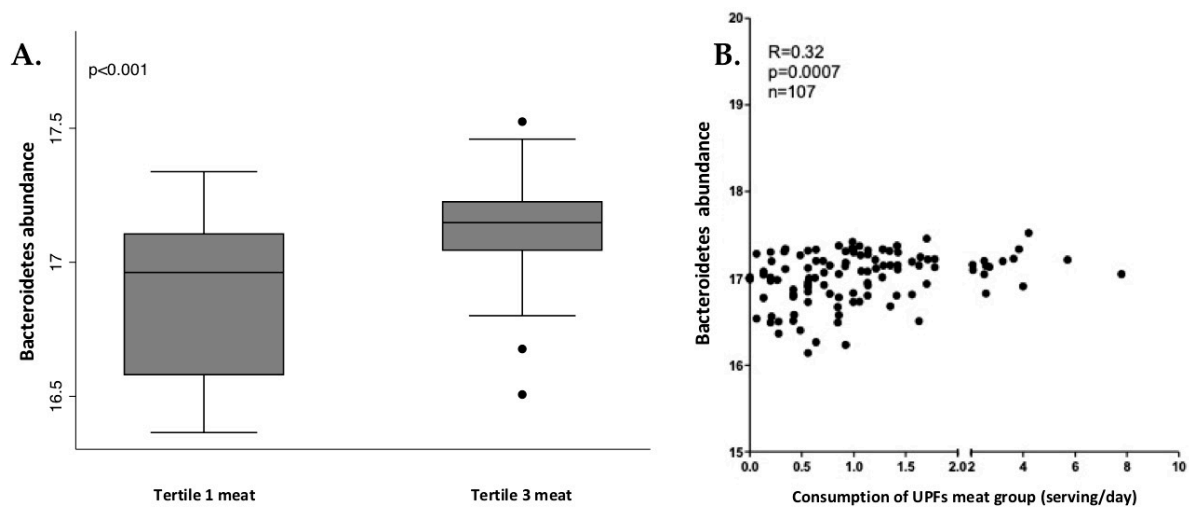 A.
p<0.001
Bacteroidetes abundance
17.5
17
16.5
Tertile 1 meat
Tertile 3 meat
B.
R=0.32
p=0.0007
n=107
Bacteroidetes abundance
20
19
18
17
16
15
0.0 0.5 1.0 1.5 2.0 2 4 6 8 10
Consumption of UPFs meat group (serving/day)